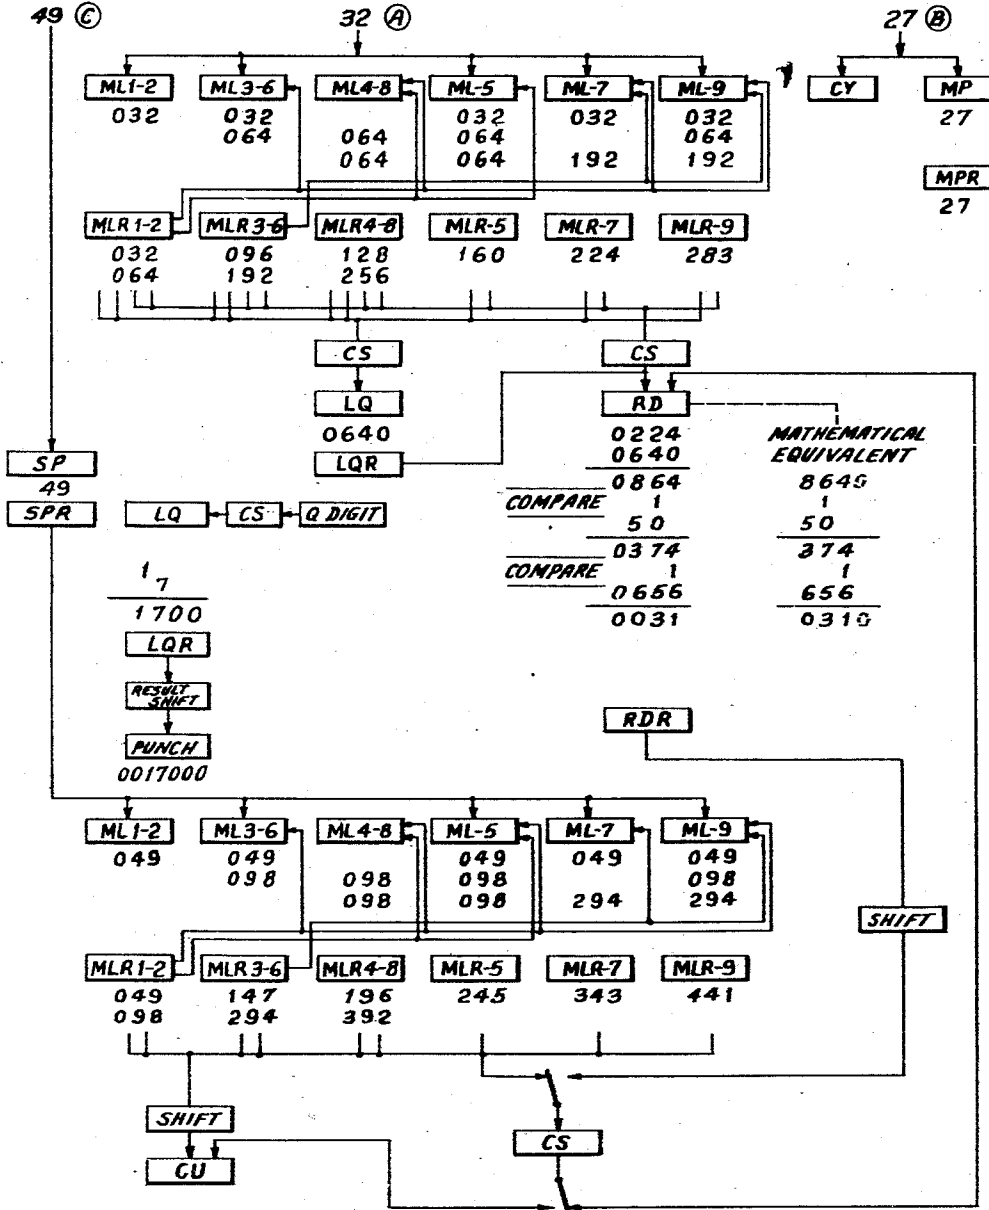 49 Ⓒ 32 Ⓐ 27 Ⓑ
ML1-2 ML3-6 ML4-8 ML-5 ML-7 ML-9 CY MP
032 032 032 032 032 27
064 064 064 064
064 064 192 192
MPR
27
MLR1-2 MLR3-6 MLR4-8 MLR-5 MLR-7 MLR-9
032 096 128 160 224 283
064 192 256
CS CS
LQ RD
0640 0224 MATHEMATICAL
LQR 0640 EQUIVALENT
SP 0864 8640
49 COMPARE 1 1
SPR LQ CS Q DIGIT 50 50
0374 374
1 COMPARE 1 1
7 0656 656
1700 0031 0310
LQR
RESULT SHIFT
RDR
PUNCH
0017000
ML1-2 ML3-6 ML4-8 ML-5 ML-7 ML-9
049 049 049 049 049
098 098 098 098
098 098 294 294
SHIFT
MLR1-2 MLR3-6 MLR4-8 MLR-5 MLR-7 MLR-9
049 147 196 245 343 441
098 294 392
SHIFT
CS
CU